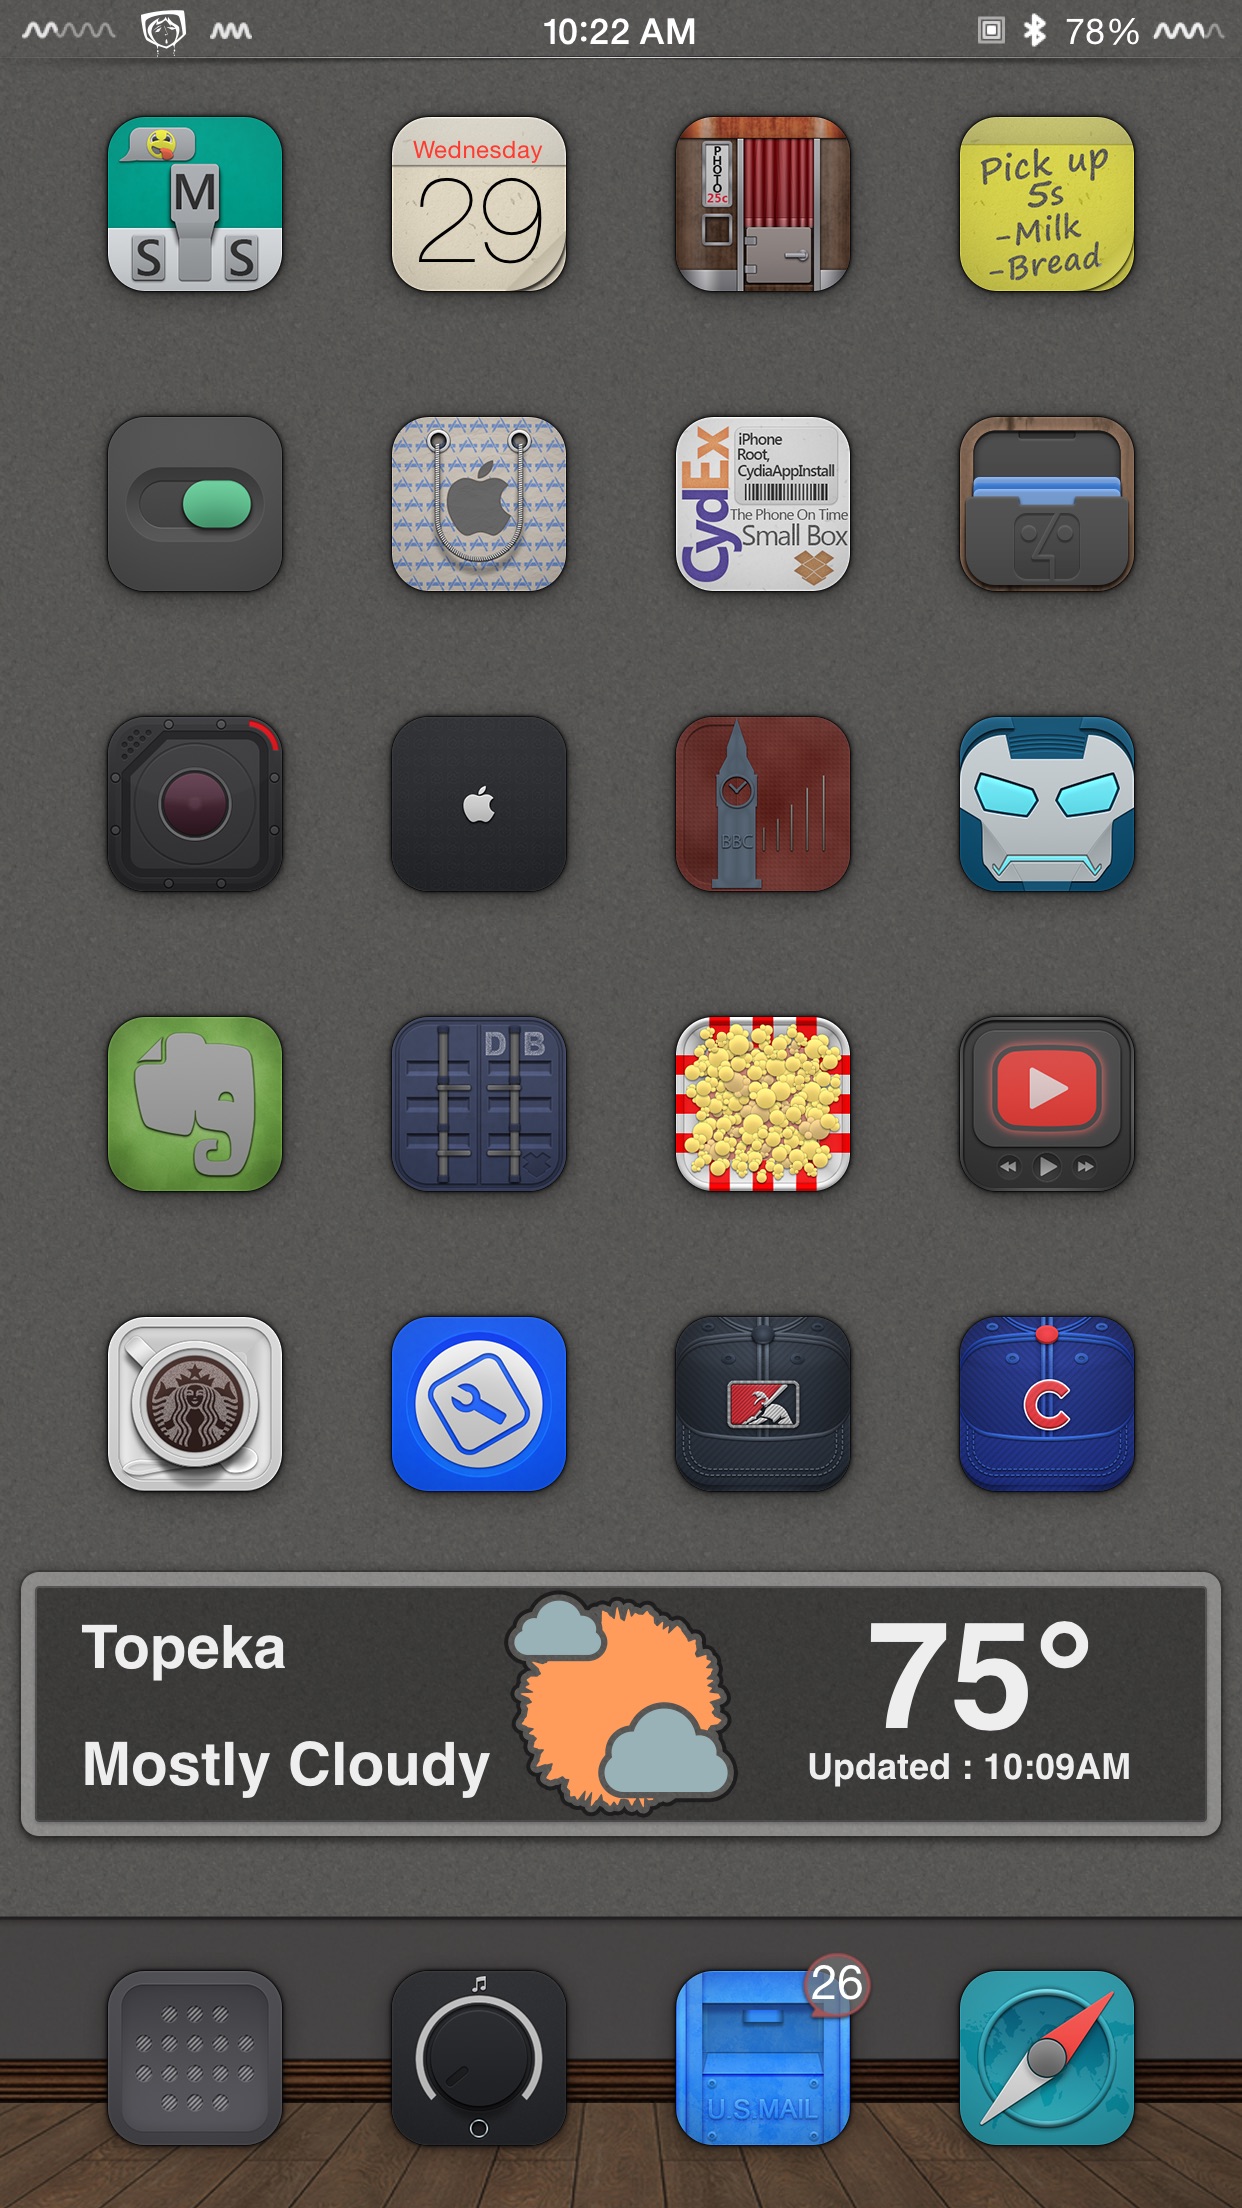 10:22 AM
78%
M
S S
Wednesday
29
PHOTO
25c
Pick up
5s
-Milk
-Bread
CydEx
iPhone
Root,
CydiaAppInstall
The Phone On Time
Small Box
BBC
D B
C
Topeka
Mostly Cloudy
75°
Updated : 10:09AM
26
U.S.MAIL